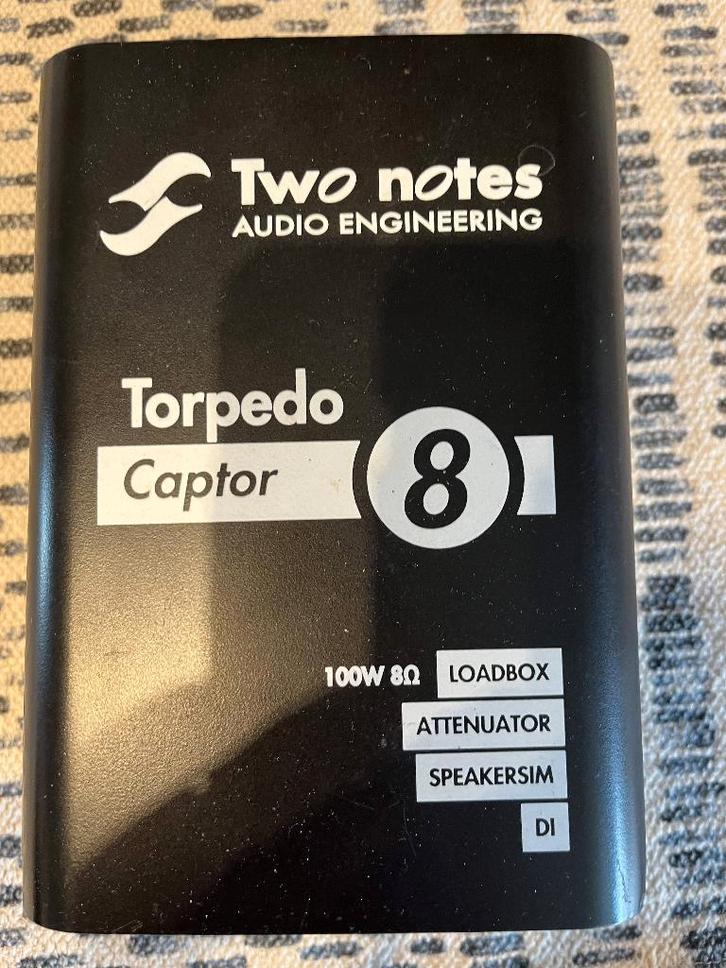 Two notes
AUDIO ENGINEERING
Torpedo
Captor 8
100W 8Ω LOADBOX
ATTENUATOR
SPEAKERSIM
DI